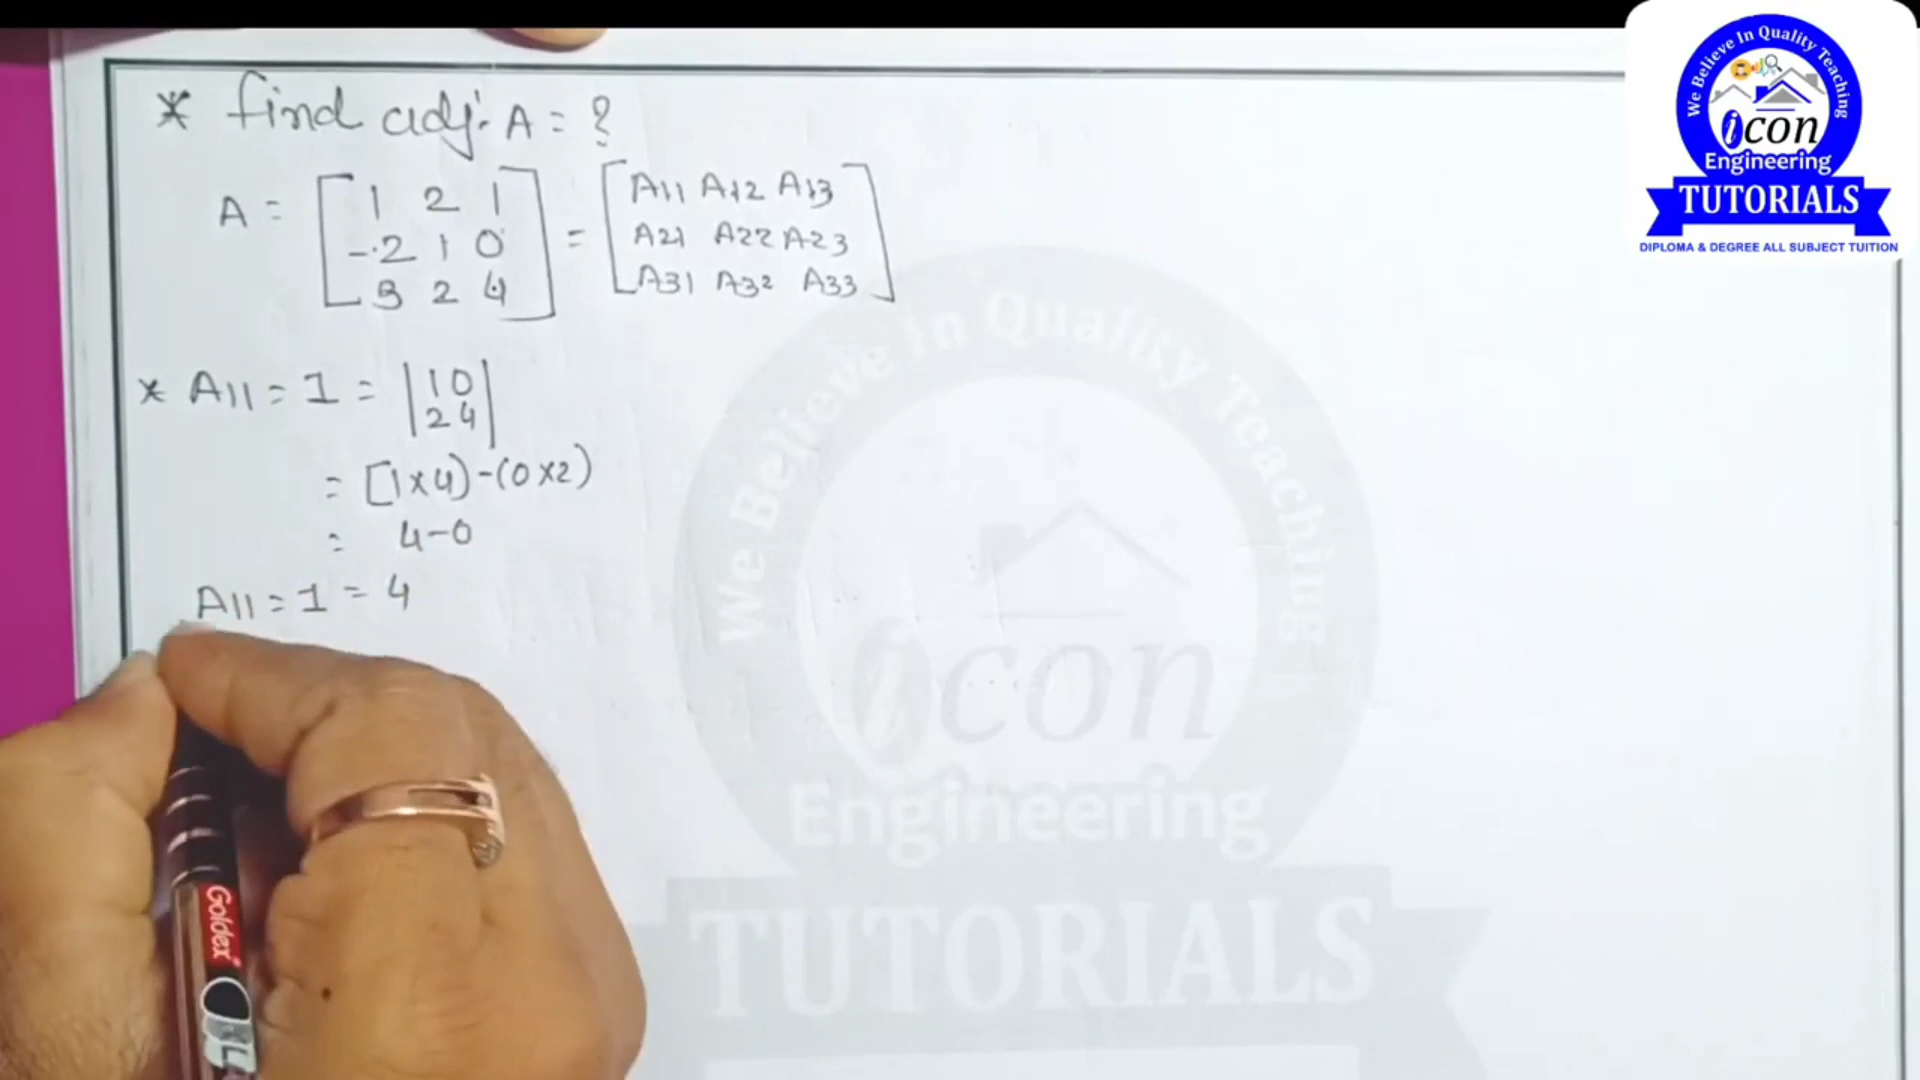 * find adj. A = ?
A = [ 1 2 1 ] = [ A11 A12 A13 ]
-2 1 0 A21 A22 A23
3 2 4 A31 A32 A33
* A11 = 1 = | 1 0 |
| 2 4 |
= [1×4)-(0×2)
= 4-0
A11 = 1 = 4
We Believe In Quality Teaching
icon
Engineering
TUTORIALS
DIPLOMA & DEGREE ALL SUBJECT TUITION
We Believe In Quality Teaching
icon
Engineering
TUTORIALS
Goldex